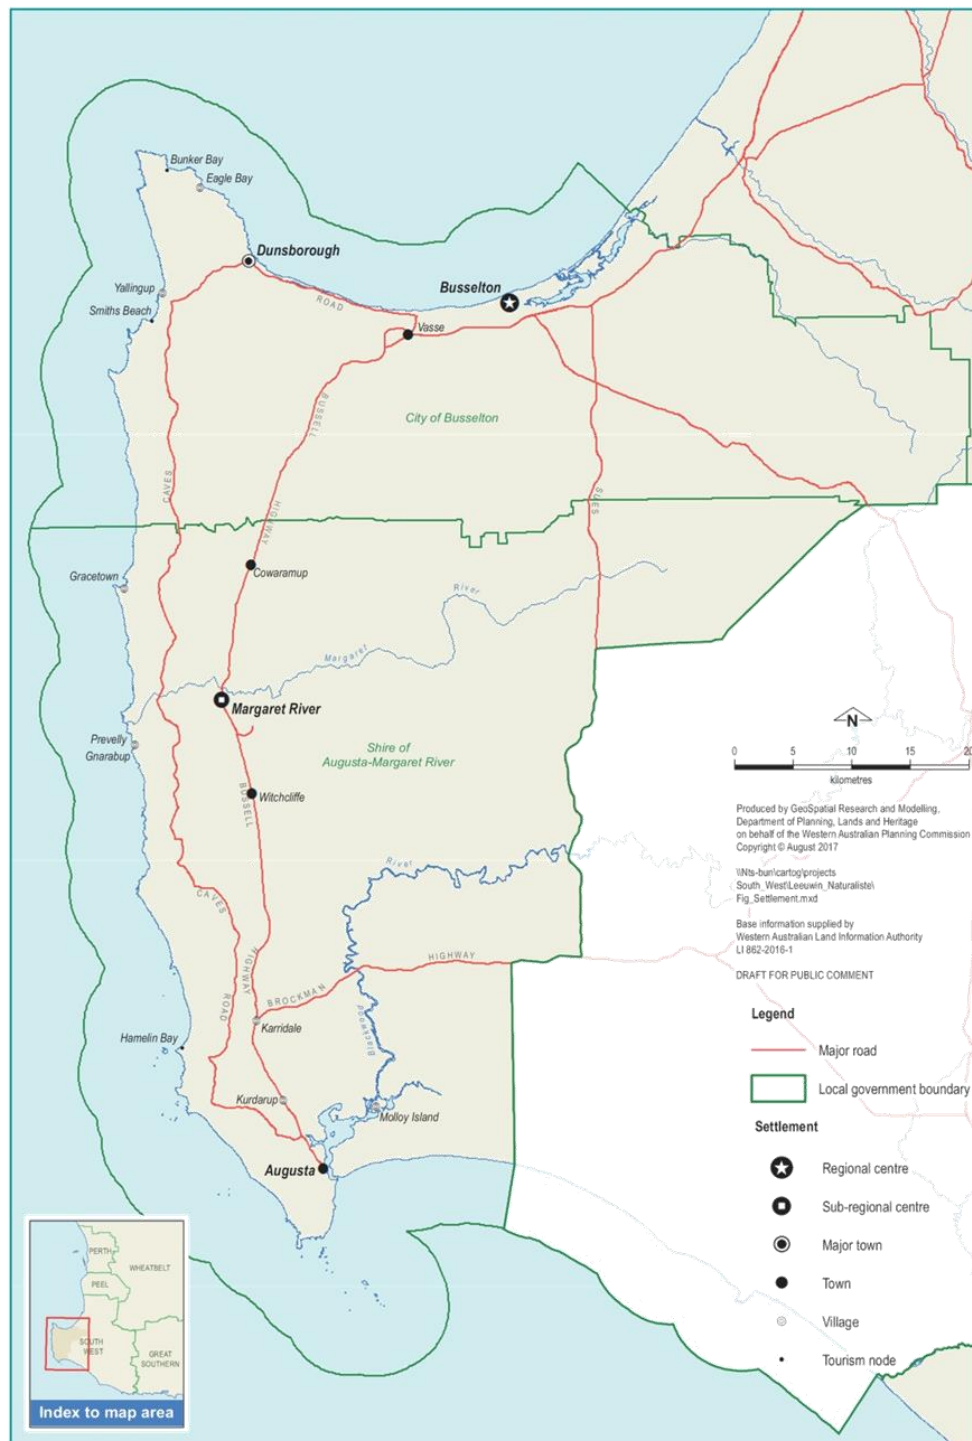 Bunker Bay
Eagle Bay
Dunsborough
Busselton
Yallingup
Smiths Beach
ROAD
Vasse
BUSSELL
City of Busselton
CAVES
HIGHWAY
SUES
Cowaramup
Gracetown
River
Margaret
Margaret River
Prevelly
Gnarabup
Shire of
Augusta-Margaret River
N
0 5 10 15 20
kilometres
Witchcliffe
BUSSELL
Produced by GeoSpatial Research and Modelling,
Department of Planning, Lands and Heritage
on behalf of the Western Australian Planning Commission
Copyright © August 2017
\\Nts-bun\cartog\projects
South_West\Leeuwin_Naturaliste\
Fig_Settlement.mxd
Base information supplied by
Western Australian Land Information Authority
LI 862-2016-1
DRAFT FOR PUBLIC COMMENT
River
CAVES
HIGHWAY
HIGHWAY
BROCKMAN
ROAD
Karridale
Blackwood
Hamelin Bay
Kurdarup
Molloy Island
Augusta
Legend
Major road
Local government boundary
Settlement
Regional centre
Sub-regional centre
Major town
Town
Village
Tourism node
PERTH
WHEATBELT
PEEL
SOUTH
WEST
GREAT
SOUTHERN
Index to map area